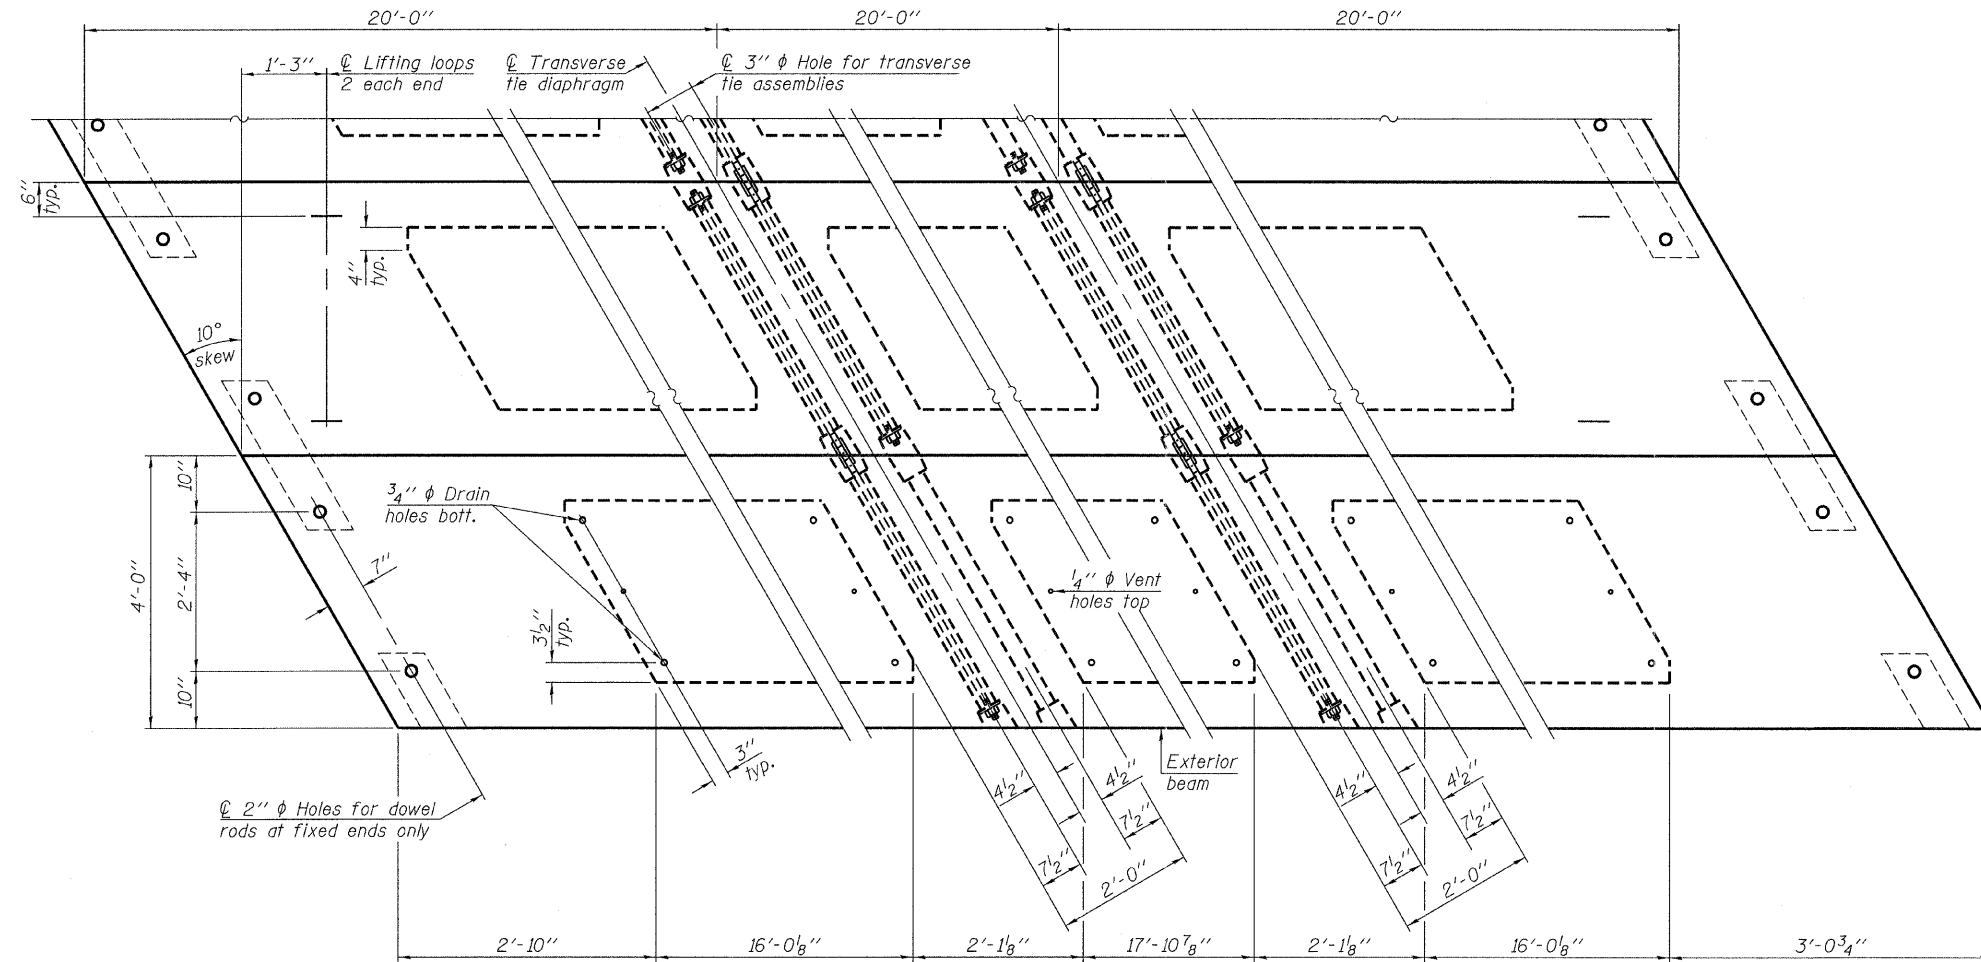 20'-0" 20'-0" 20'-0"
1'-3"
℄ Lifting loops
2 each end
℄ Transverse
tie diaphragm
℄ 3" φ Hole for transverse
tie assemblies
6"
typ.
4"
typ.
10°
skew
3/4" φ Drain
holes bott.
10"
7"
4'-0"
2'-4"
1/4" φ Vent
holes top
3 1/2"
typ.
10"
3"
typ.
Exterior
beam
4 1/2" 4 1/2" 4 1/2" 4 1/2"
℄ 2" φ Holes for dowel
rods at fixed ends only
7 1/2" 7 1/2"
7 1/2" 2'-0" 7 1/2" 2'-0"
2'-10" 16'-0 1/8" 2'-1 1/8" 17'-10 7/8" 2'-1 1/8" 16'-0 1/8" 3'-0 3/4"